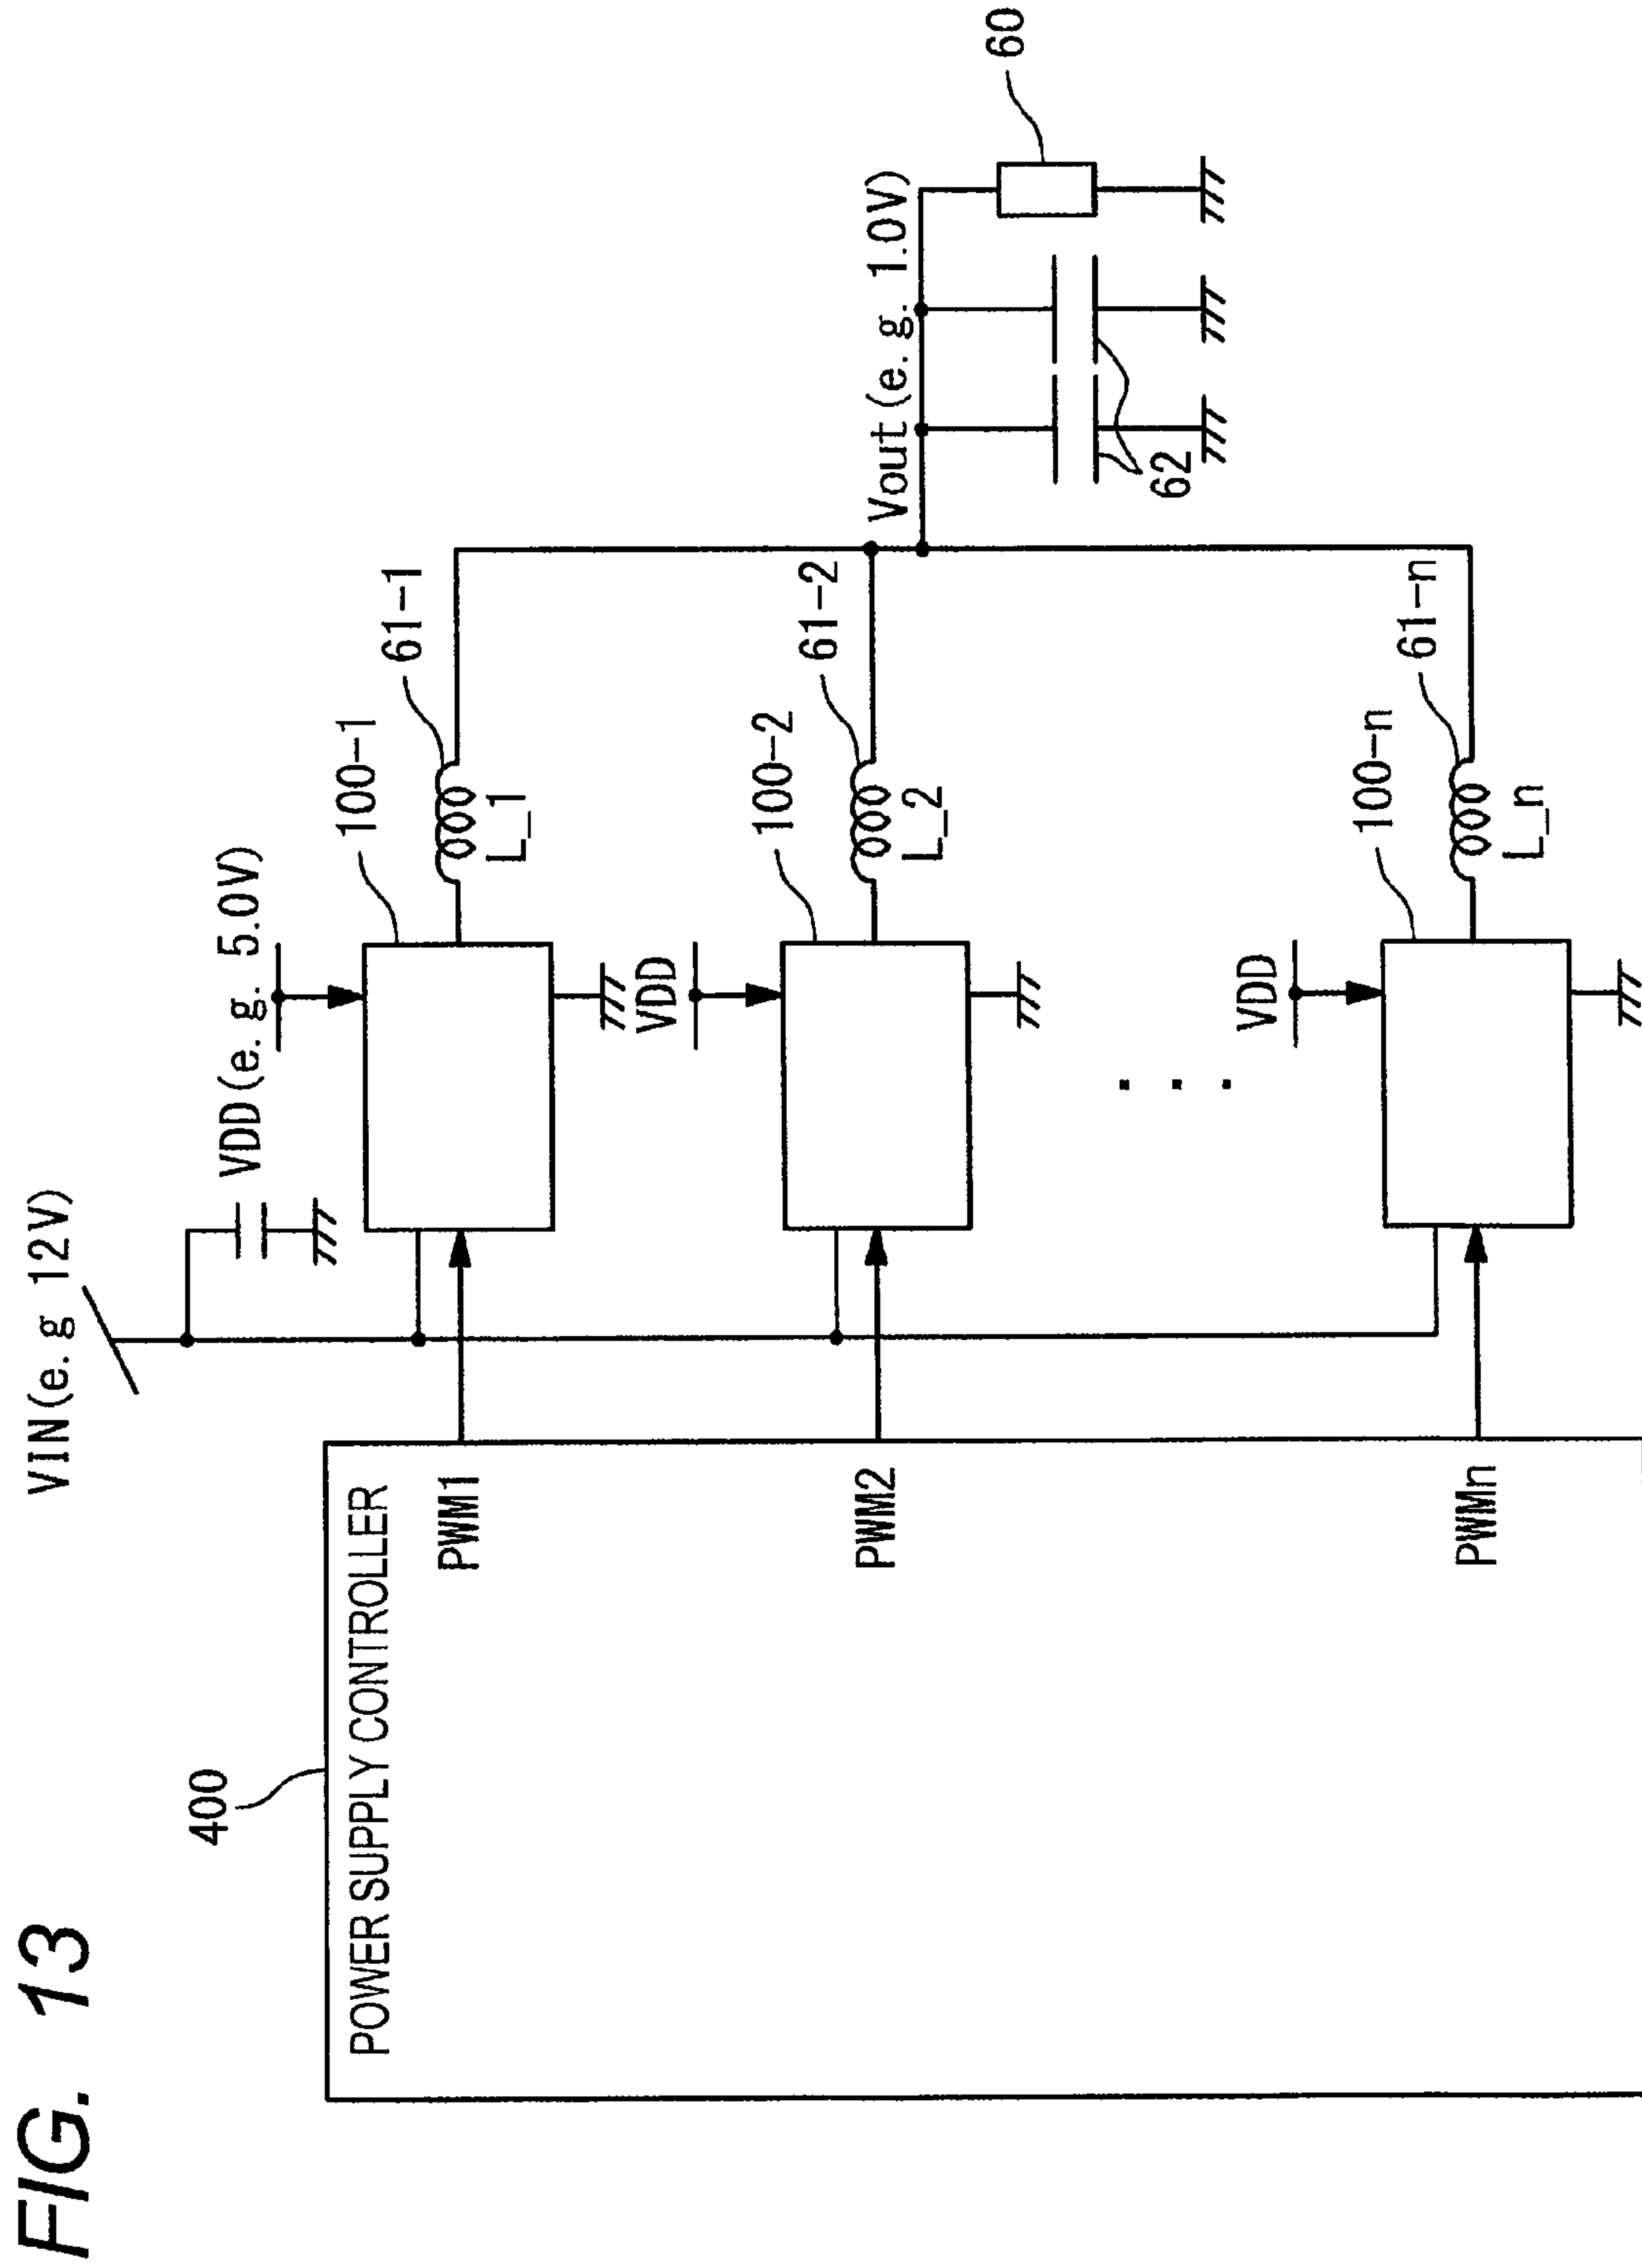 FIG. 13
VIN(e.g 12V)
400
POWER SUPPLY CONTROLLER
VDD(e.g. 5.0V)
100-1
61-1
PWM1
L_1
VDD
100-2
61-2
Vout(e.g. 1.0V)
60
PWM2
L_2
62
VDD
100-n
61-n
PWMn
L_n